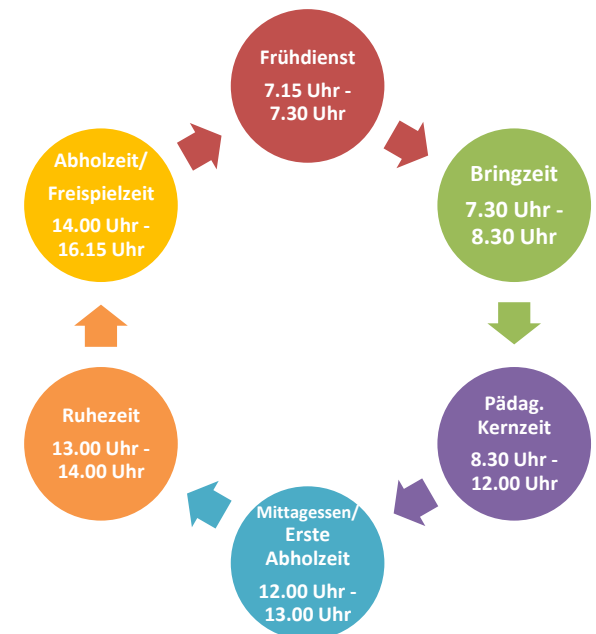 Frühdienst
7.15 Uhr -
7.30 Uhr
Bringzeit
7.30 Uhr -
8.30 Uhr
Pädag.
Kernzeit
8.30 Uhr -
12.00 Uhr
Mittagessen/
Erste
Abholzeit
12.00 Uhr -
13.00 Uhr
Ruhezeit
13.00 Uhr -
14.00 Uhr
Abholzeit/
Freispielzeit
14.00 Uhr -
16.15 Uhr